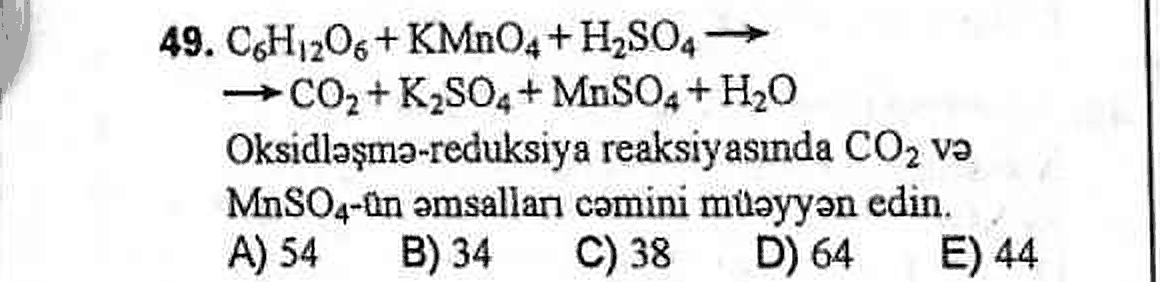 49. C₆H₁₂O₆ + KMnO₄ + H₂SO₄ →
→ CO₂ + K₂SO₄ + MnSO₄ + H₂O
Oksidləşmə-reduksiya reaksiyasında CO₂ və
MnSO₄-ün əmsalları cəmini müəyyən edin.
A) 54 B) 34 C) 38 D) 64 E) 44